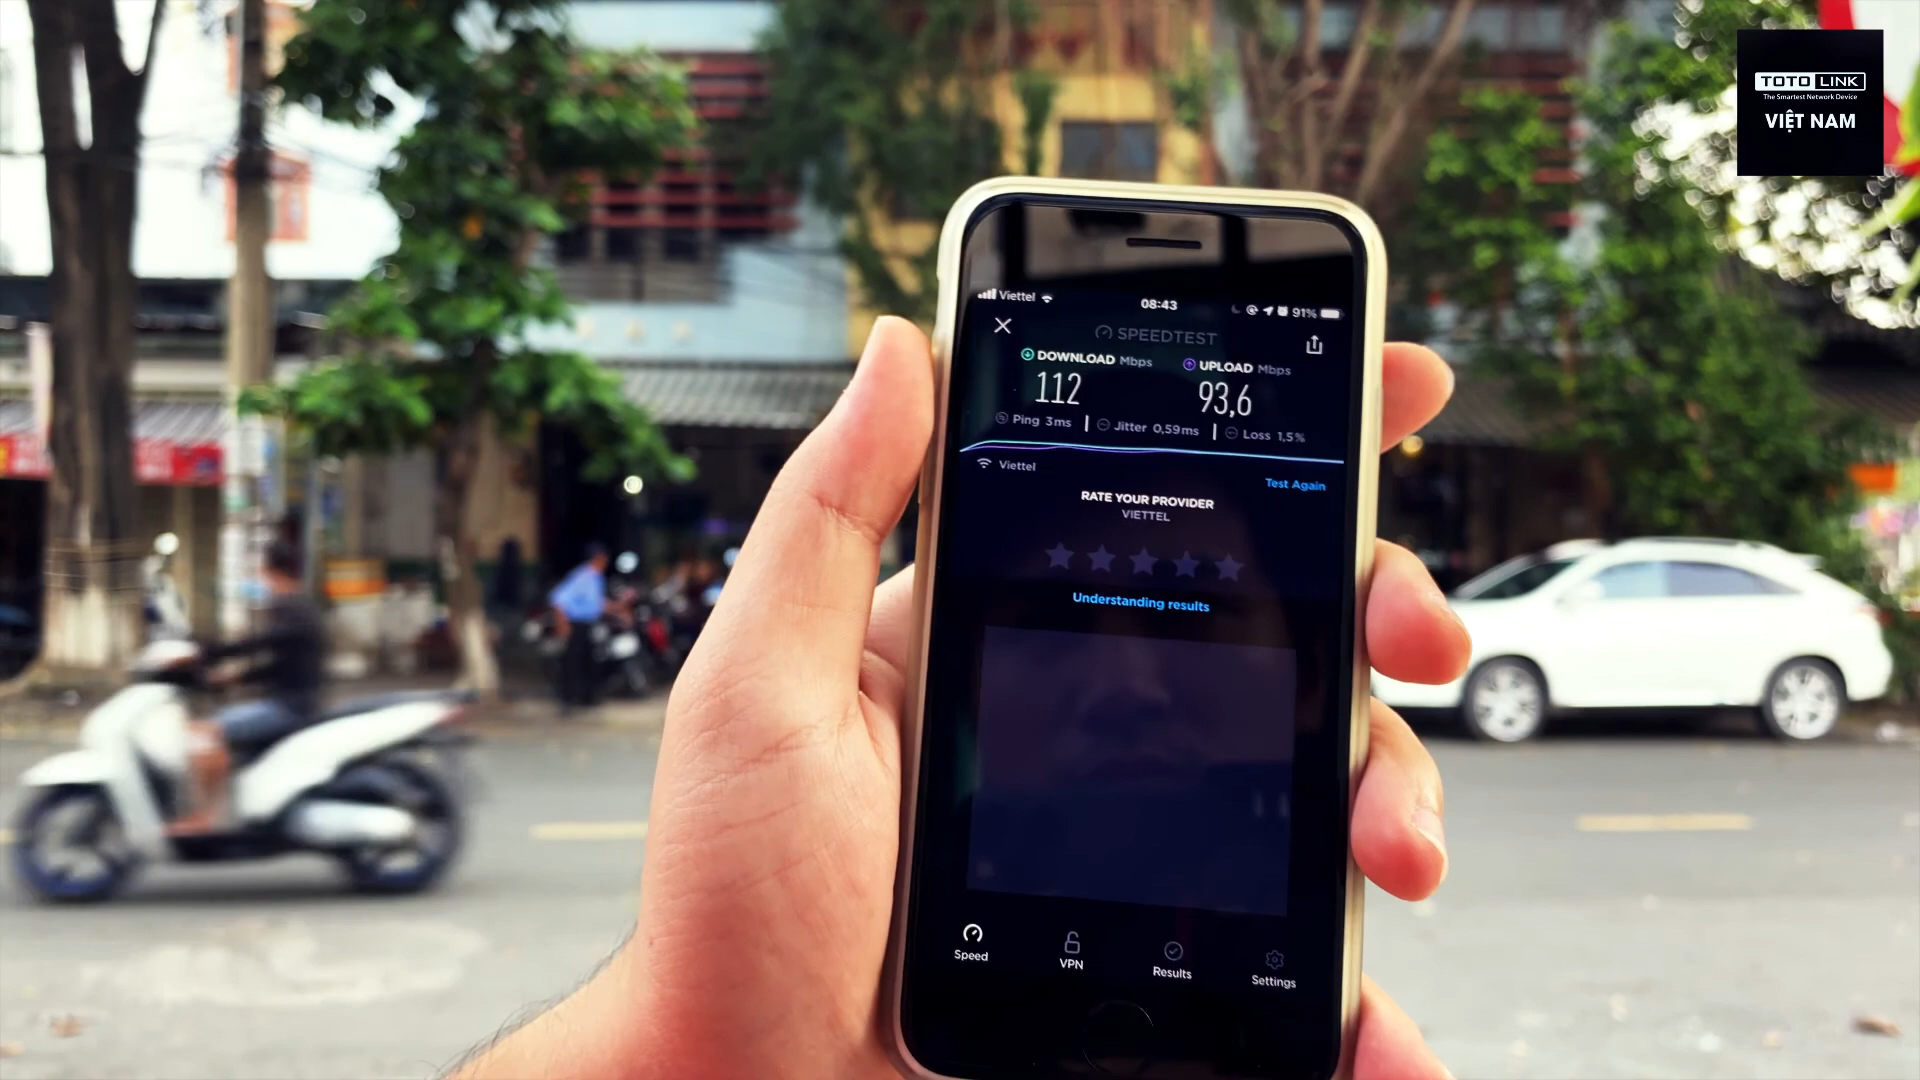 TOTO LINK
The Smartest Network Device
VIỆT NAM
Viettel
08:43
91%
SPEEDTEST
DOWNLOAD Mbps
UPLOAD Mbps
112
93,6
Ping 3ms
Jitter 0,59ms
Loss 1,5%
Viettel
Test Again
RATE YOUR PROVIDER
VIETTEL
Understanding results
Speed
VPN
Results
Settings